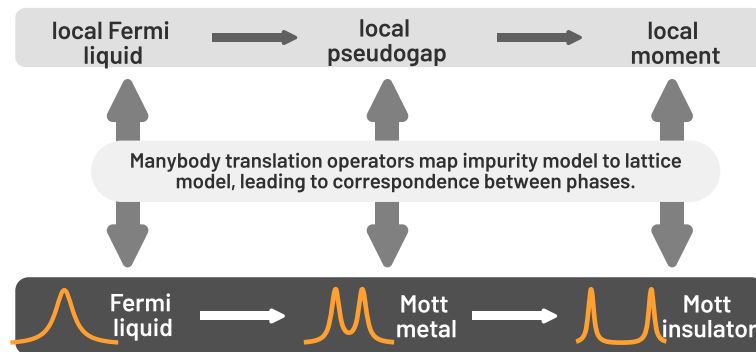 local Fermi
liquid
local
pseudogap
local
moment
Manybody translation operators map impurity model to lattice
model, leading to correspondence between phases.
Fermi
liquid
Mott
metal
Mott
insulator